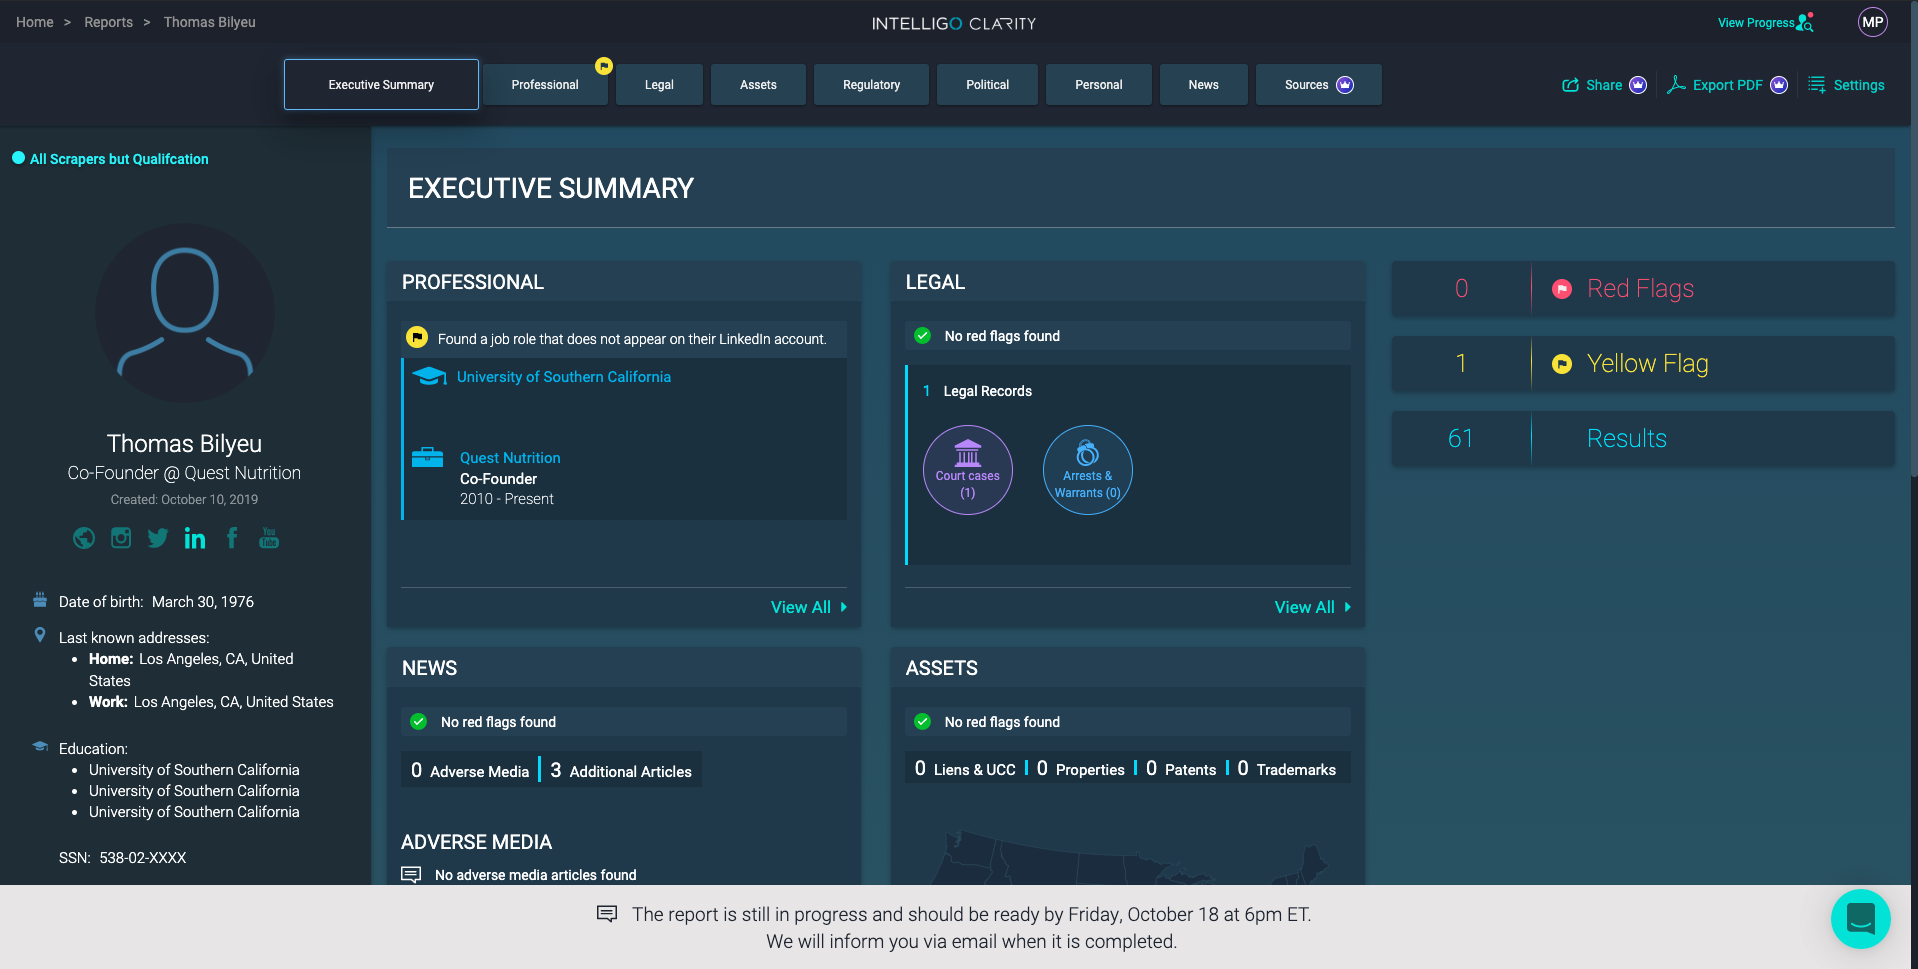 Home > Reports > Thomas Bilyeu
INTELLIGO CLARITY
View Progress
MP
Executive Summary
Professional
Legal
Assets
Regulatory
Political
Personal
News
Sources
Share
Export PDF
Settings
All Scrapers but Qualifcation
Thomas Bilyeu
Co-Founder @ Quest Nutrition
Created: October 10, 2019
You
Tube
Date of birth: March 30, 1976
Last known addresses:
• Home: Los Angeles, CA, United
States
• Work: Los Angeles, CA, United States
Education:
• University of Southern California
• University of Southern California
• University of Southern California
SSN: 538-02-XXXX
EXECUTIVE SUMMARY
PROFESSIONAL
Found a job role that does not appear on their LinkedIn account.
University of Southern California
Quest Nutrition
Co-Founder
2010 - Present
View All
LEGAL
No red flags found
1 Legal Records
Court cases
(1)
Arrests &
Warrants (0)
View All
0 Red Flags
1 Yellow Flag
61 Results
NEWS
No red flags found
0 Adverse Media
3 Additional Articles
ADVERSE MEDIA
No adverse media articles found
ASSETS
No red flags found
0 Liens & UCC
0 Properties
0 Patents
0 Trademarks
The report is still in progress and should be ready by Friday, October 18 at 6pm ET.
We will inform you via email when it is completed.